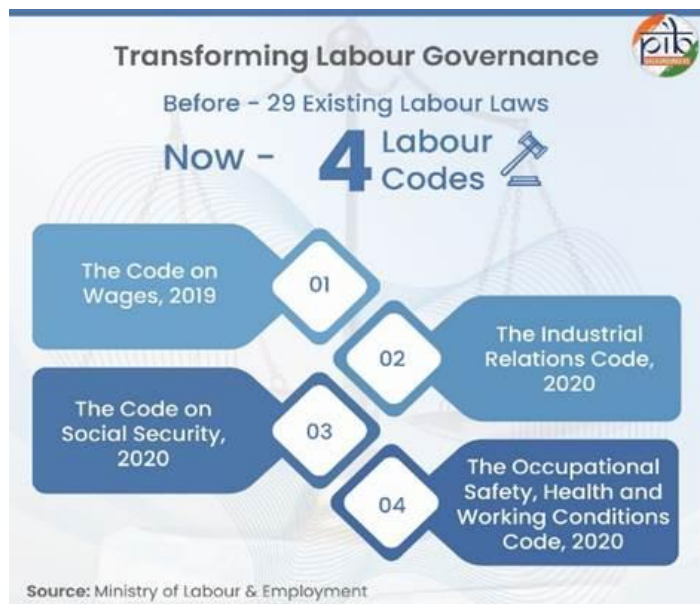 Transforming Labour Governance
pib
BACKGROUNDERS
Before - 29 Existing Labour Laws
Now - 4 Labour
Codes
The Code on
Wages, 2019
01
02
The Industrial
Relations Code,
2020
The Code on
Social Security,
2020
03
04
The Occupational
Safety, Health and
Working Conditions
Code, 2020
Source: Ministry of Labour & Employment